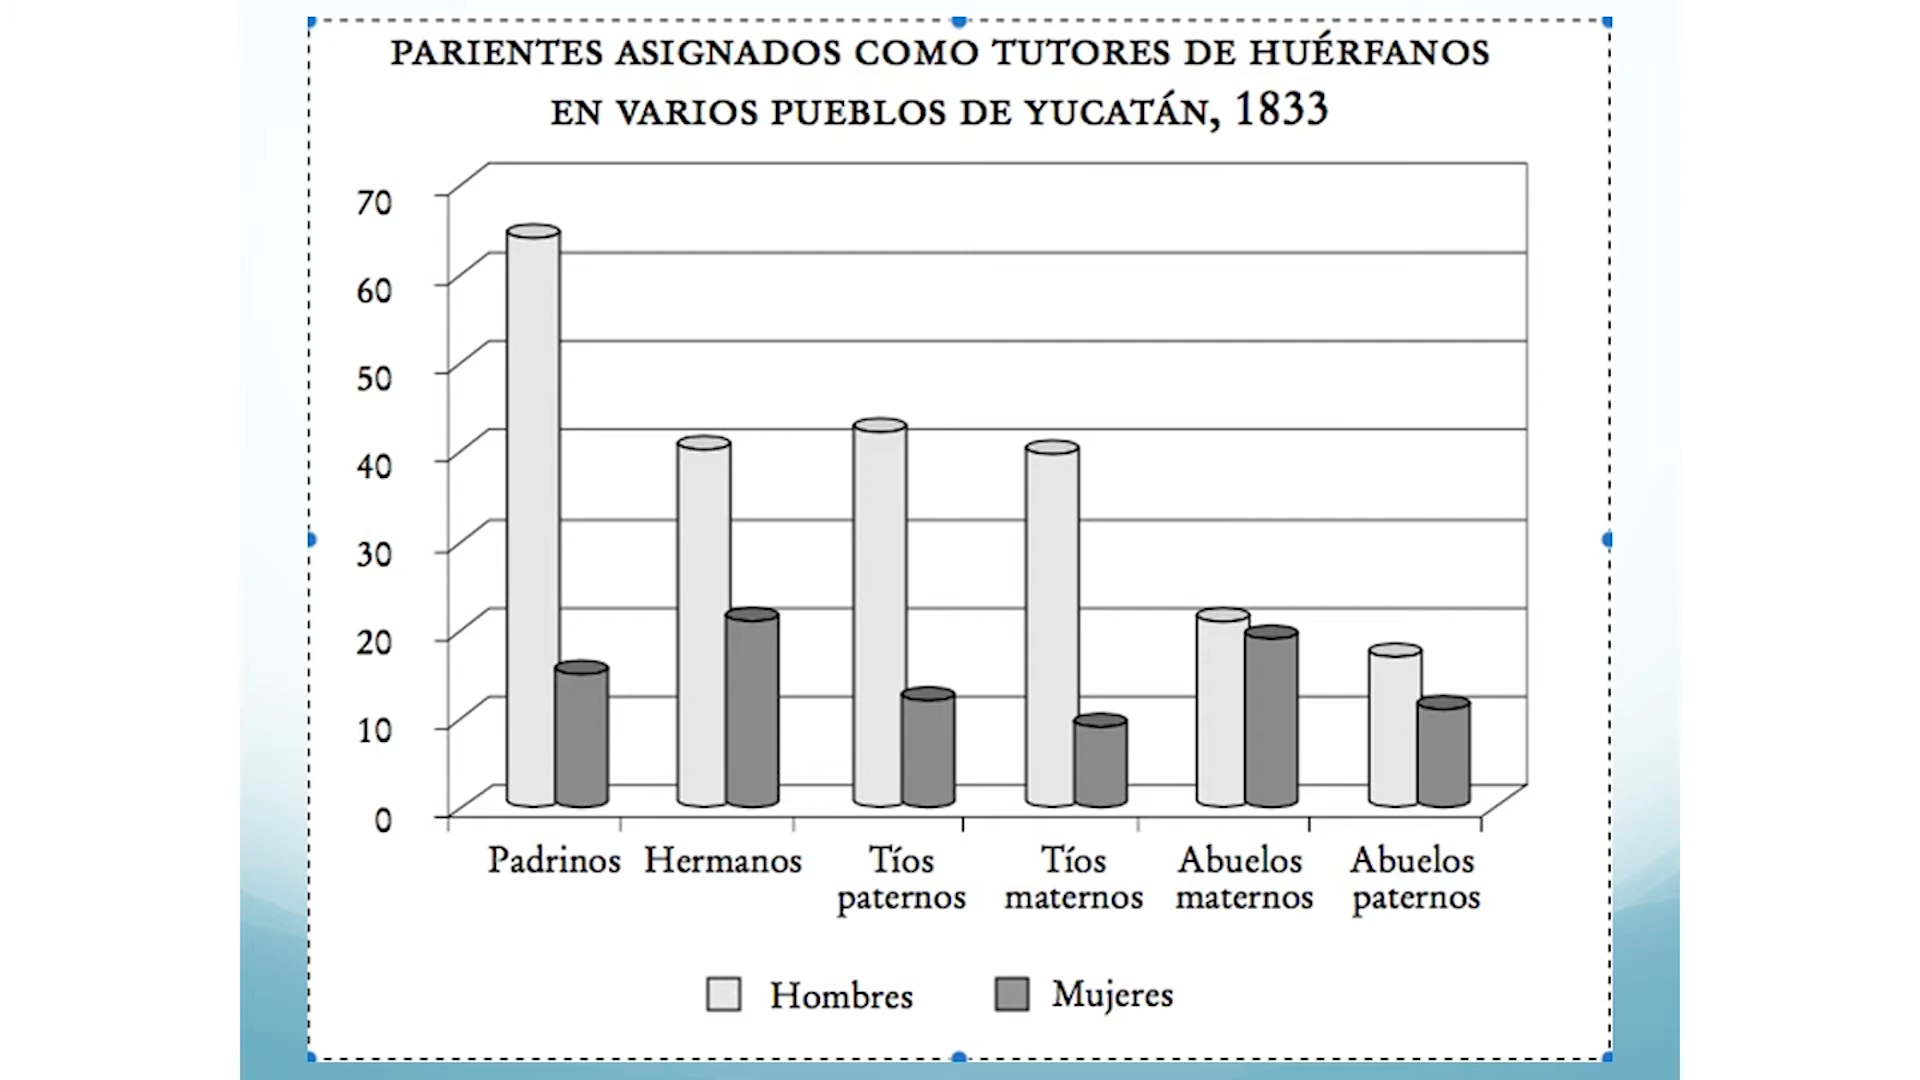 PARIENTES ASIGNADOS COMO TUTORES DE HUÉRFANOS
EN VARIOS PUEBLOS DE YUCATÁN, 1833
70
60
50
40
30
20
10
0
Padrinos
Hermanos
Tíos
paternos
Tíos
maternos
Abuelos
maternos
Abuelos
paternos
Hombres
Mujeres